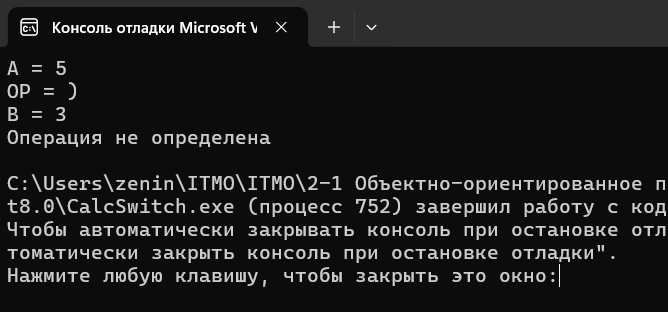 Консоль отладки Microsoft V
A = 5
OP = )
B = 3
Операция не определена
C:\Users\zenin\ITMO\ITMO\2-1 Объектно-ориентированное п
t8.0\CalcSwitch.exe (процесс 752) завершил работу с код
Чтобы автоматически закрывать консоль при остановке отл
томатически закрыть консоль при остановке отладки".
Нажмите любую клавишу, чтобы закрыть это окно: